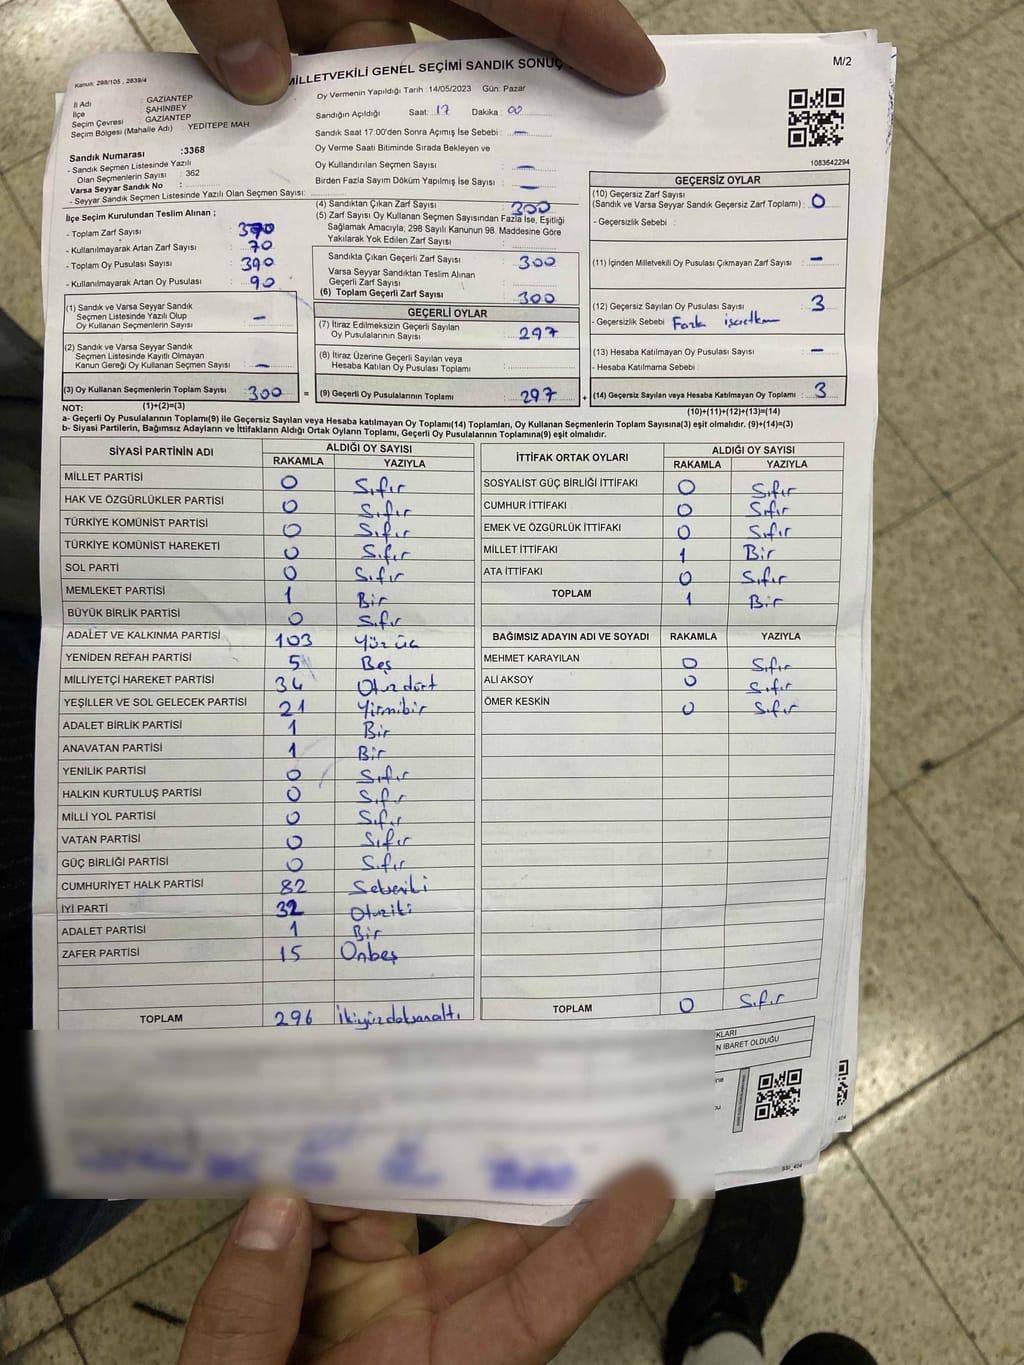 Kanun: 298/105 , 2839/4
MİLLETVEKİLİ GENEL SEÇİMİ SANDIK SONUÇ
M/2
İl Adı : GAZİANTEP
İlçe : ŞAHİNBEY
Seçim Çevresi : GAZİANTEP
Seçim Bölgesi (Mahalle Adı) : YEDİTEPE MAH
Sandık Numarası :3368
- Sandık Seçmen Listesinde Yazılı
Olan Seçmenlerin Sayısı : 362
Varsa Seyyar Sandık No :
- Seyyar Sandık Seçmen Listesinde Yazılı Olan Seçmen Sayısı:
Oy Vermenin Yapıldığı Tarih : 14/05/2023 Gün: Pazar
Sandığın Açıldığı Saat: 17 Dakika : 00
Sandık Saat 17:00'den Sonra Açımış İse Sebebi : —
Oy Verme Saati Bitiminde Sırada Bekleyen ve
Oy Kullandırılan Seçmen Sayısı —
Birden Fazla Sayım Döküm Yapılmış İse Sayısı : —
1083642294
İlçe Seçim Kurulundan Teslim Alınan ;
- Toplam Zarf Sayısı : 370
- Kullanılmayarak Artan Zarf Sayısı : 70
- Toplam Oy Pusulası Sayısı : 390
- Kullanılmayarak Artan Oy Pusulası : 90
(1) Sandık ve Varsa Seyyar Sandık
Seçmen Listesinde Yazılı Olup
Oy Kullanan Seçmenlerin Sayısı : —
(2) Sandık ve Varsa Seyyar Sandık
Seçmen Listesinde Kayıtlı Olmayan
Kanun Gereği Oy Kullanan Seçmen Sayısı : —
(3) Oy Kullanan Seçmenlerin Toplam Sayısı : 300 =
(1)+(2)=(3)
(4) Sandıktan Çıkan Zarf Sayısı : 300
(5) Zarf Sayısı Oy Kullanan Seçmen Sayısından Fazla İse, Eşitliği
Sağlamak Amacıyla; 298 Sayılı Kanunun 98. Maddesine Göre
Yakılarak Yok Edilen Zarf Sayısı :
Sandıkta Çıkan Geçerli Zarf Sayısı : 300
Varsa Seyyar Sandıktan Teslim Alınan
Geçerli Zarf Sayısı :
(6) Toplam Geçerli Zarf Sayısı : 300
GEÇERLİ OYLAR
(7) İtiraz Edilmeksizin Geçerli Sayılan
Oy Pusulalarının Sayısı : 297
(8) İtiraz Üzerine Geçerli Sayılan veya
Hesaba Katılan Oy Pusulası Toplamı :
(9) Geçerli Oy Pusulalarının Toplamı : 297 +
GEÇERSİZ OYLAR
(10) Geçersiz Zarf Sayısı
(Sandık ve Varsa Seyyar Sandık Geçersiz Zarf Toplamı) : 0
- Geçersizlik Sebebi :
(11) İçinden Milletvekili Oy Pusulası Çıkmayan Zarf Sayısı : —
(12) Geçersiz Sayılan Oy Pusulası Sayısı : 3
- Geçersizlik Sebebi : Fazla
(13) Hesaba Katılmayan Oy Pusulası Sayısı : —
- Hesaba Katılmama Sebebi :
(14) Geçersiz Sayılan veya Hesaba Katılmayan Oy Toplamı : 3
(10)+(11)+(12)+(13)=(14)
NOT:
a- Geçerli Oy Pusulalarının Toplamı(9) ile Geçersiz Sayılan veya Hesaba Katılmayan Oy Toplamı(14) Toplamları, Oy Kullanan Seçmenlerin Toplam Sayısına(3) eşit olmalıdır. (9)+(14)=(3)
b- Siyasi Partilerin, Bağımsız Adayların ve İttifakların Aldığı Ortak Oyların Toplamı, Geçerli Oy Pusulalarının Toplamına(9) eşit olmalıdır.
SİYASİ PARTİNİN ADI ALDIĞI OY SAYISI
RAKAMLA YAZIYLA
MİLLET PARTİSİ 0 Sıfır
HAK VE ÖZGÜRLÜKLER PARTİSİ 0 Sıfır
TÜRKİYE KOMÜNİST PARTİSİ 0 Sıfır
TÜRKİYE KOMÜNİST HAREKETİ 0 Sıfır
SOL PARTİ 0 Sıfır
MEMLEKET PARTİSİ 1 Bir
BÜYÜK BİRLİK PARTİSİ 0 Sıfır
ADALET VE KALKINMA PARTİSİ 103 Yüzüç
YENİDEN REFAH PARTİSİ 5 Beş
MİLLİYETÇİ HAREKET PARTİSİ 34 Otuzdört
YEŞİLLER VE SOL GELECEK PARTİSİ 21 Yirmibir
ADALET BİRLİK PARTİSİ 1 Bir
ANAVATAN PARTİSİ 1 Bir
YENİLİK PARTİSİ 0 Sıfır
HALKIN KURTULUŞ PARTİSİ 0 Sıfır
MİLLİ YOL PARTİSİ 0 Sıfır
VATAN PARTİSİ 0 Sıfır
GÜÇ BİRLİĞİ PARTİSİ 0 Sıfır
CUMHURİYET HALK PARTİSİ 82 Seksniki
İYİ PARTİ 32 Otuziki
ADALET PARTİSİ 1 Bir
ZAFER PARTİSİ 15 Onbeş
TOPLAM 296 İkiyüzdoksanaltı
İTTİFAK ORTAK OYLARI ALDIĞI OY SAYISI
RAKAMLA YAZIYLA
SOSYALİST GÜÇ BİRLİĞİ İTTİFAKI 0 Sıfır
CUMHUR İTTİFAKI 0 Sıfır
EMEK VE ÖZGÜRLÜK İTTİFAKI 0 Sıfır
MİLLET İTTİFAKI 1 Bir
ATA İTTİFAKI 0 Sıfır
TOPLAM 1 Bir
BAĞIMSIZ ADAYIN ADI VE SOYADI RAKAMLA YAZIYLA
MEHMET KARAYILAN 0 Sıfır
ALİ AKSOY 0 Sıfır
ÖMER KESKİN 0 Sıfır
TOPLAM 0 Sıfır
KLARI
N İBARET OLDUĞU
SSI_404